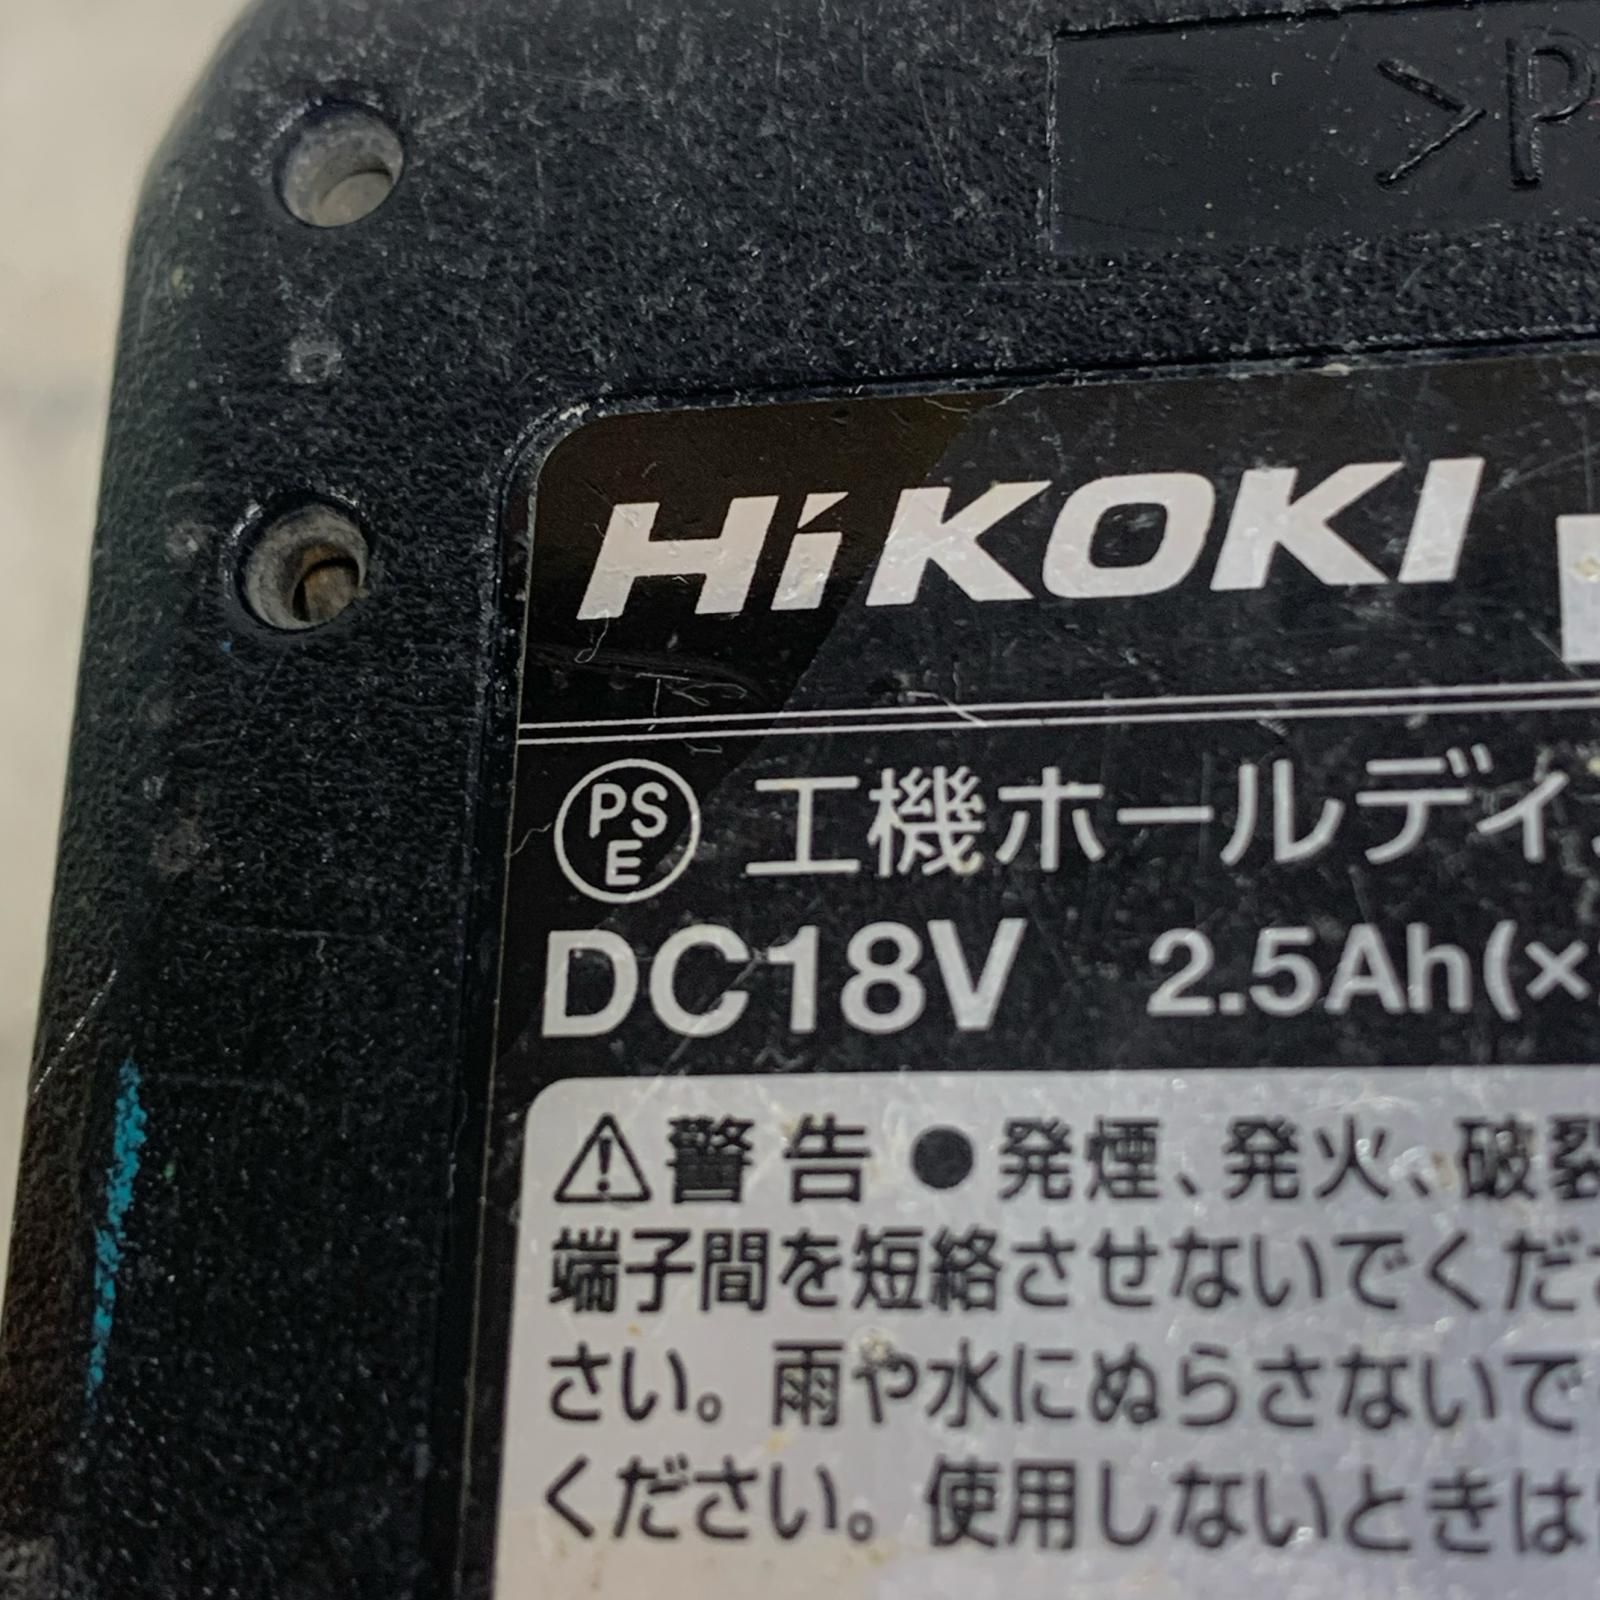 >P
HiKOKI
PSE 工機ホールディ
DC18V 2.5Ah(×
⚠警告 ●発煙、発火、破裂
端子間を短絡させないでくださ
さい。雨や水にぬらさないで
ください。使用しないときは